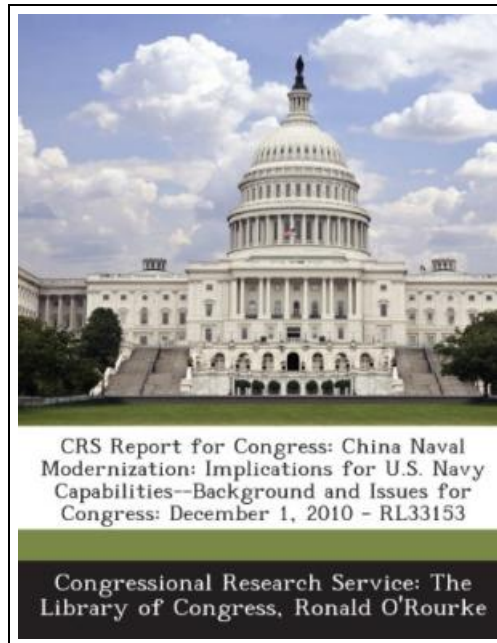 CRS Report for Congress: China Naval
Modernization: Implications for U.S. Navy
Capabilities--Background and Issues for
Congress: December 1, 2010 - RL33153
Congressional Research Service: The
Library of Congress, Ronald O'Rourke